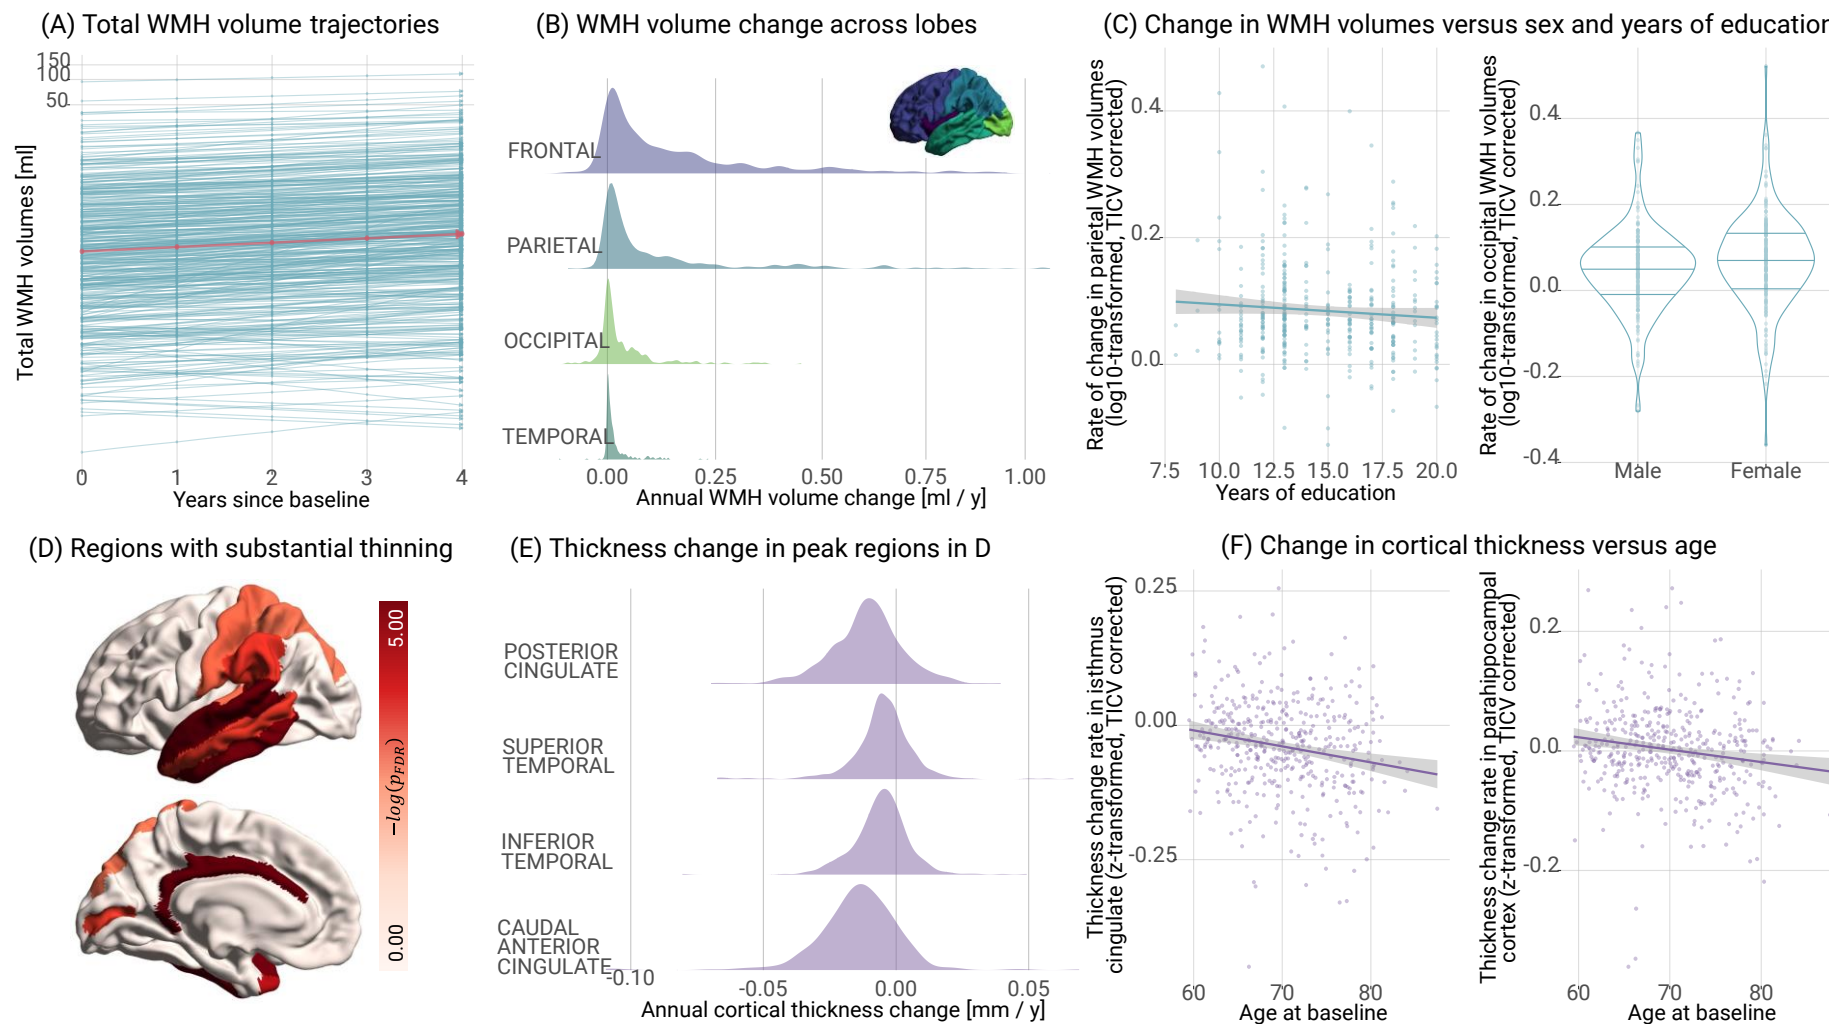 (A) Total WMH volume trajectories
150
100
50
Total WMH volumes [ml]
0 1 2 3 4
Years since baseline
(B) WMH volume change across lobes
FRONTAL
PARIETAL
OCCIPITAL
TEMPORAL
0.00 0.25 0.50 0.75 1.00
Annual WMH volume change [ml / y]
(C) Change in WMH volumes versus sex and years of education
Rate of change in parietal WMH volumes
(log10-transformed, TICV corrected)
0.4
0.2
0.0
7.5 10.0 12.5 15.0 17.5 20.0
Years of education
Rate of change in occipital WMH volumes
(log10-transformed, TICV corrected)
0.4
0.2
0.0
-0.2
-0.4
Male Female
(D) Regions with substantial thinning
5.00
−log(pFDR)
0.00
(E) Thickness change in peak regions in D
POSTERIOR
CINGULATE
SUPERIOR
TEMPORAL
INFERIOR
TEMPORAL
CAUDAL
ANTERIOR
CINGULATE
-0.10 -0.05 0.00 0.05
Annual cortical thickness change [mm / y]
(F) Change in cortical thickness versus age
Thickness change rate in isthmus
cingulate (z-transformed, TICV corrected)
0.25
0.00
-0.25
60 70 80
Age at baseline
Thickness change rate in parahippocampal
cortex (z-transformed, TICV corrected)
0.2
0.0
-0.2
60 70 80
Age at baseline